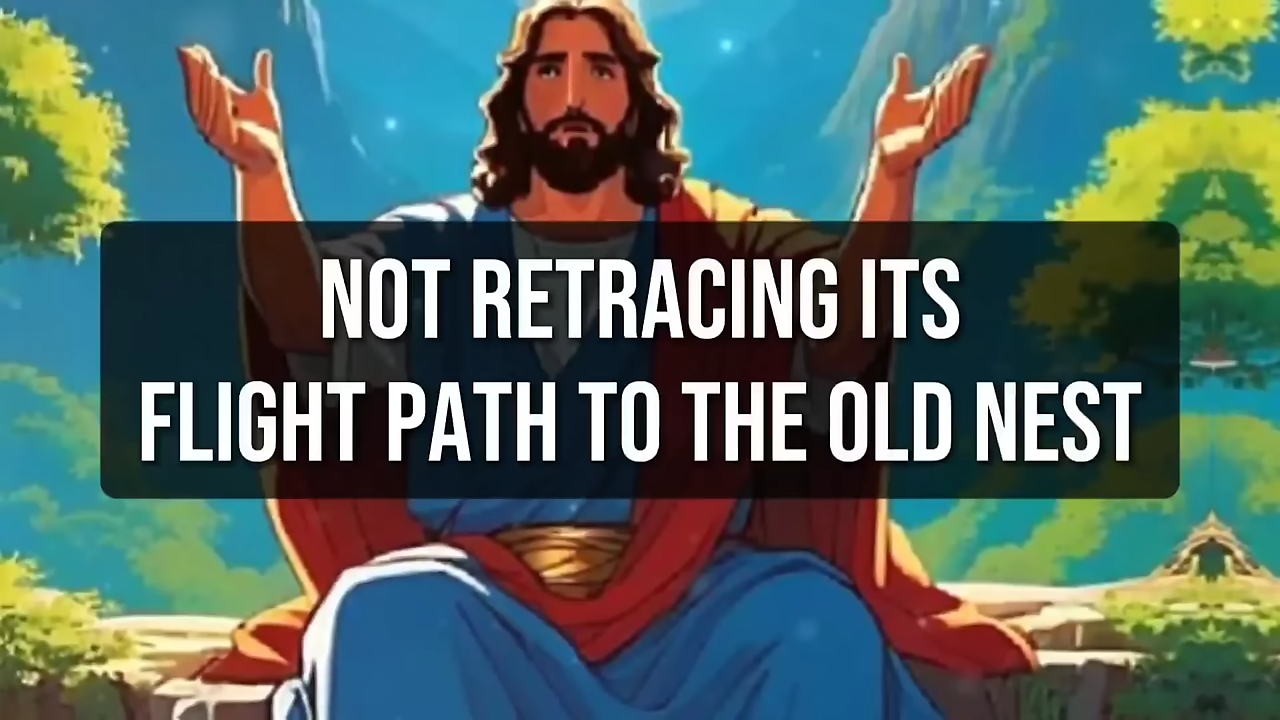 NOT RETRACING ITS
FLIGHT PATH TO THE OLD NEST